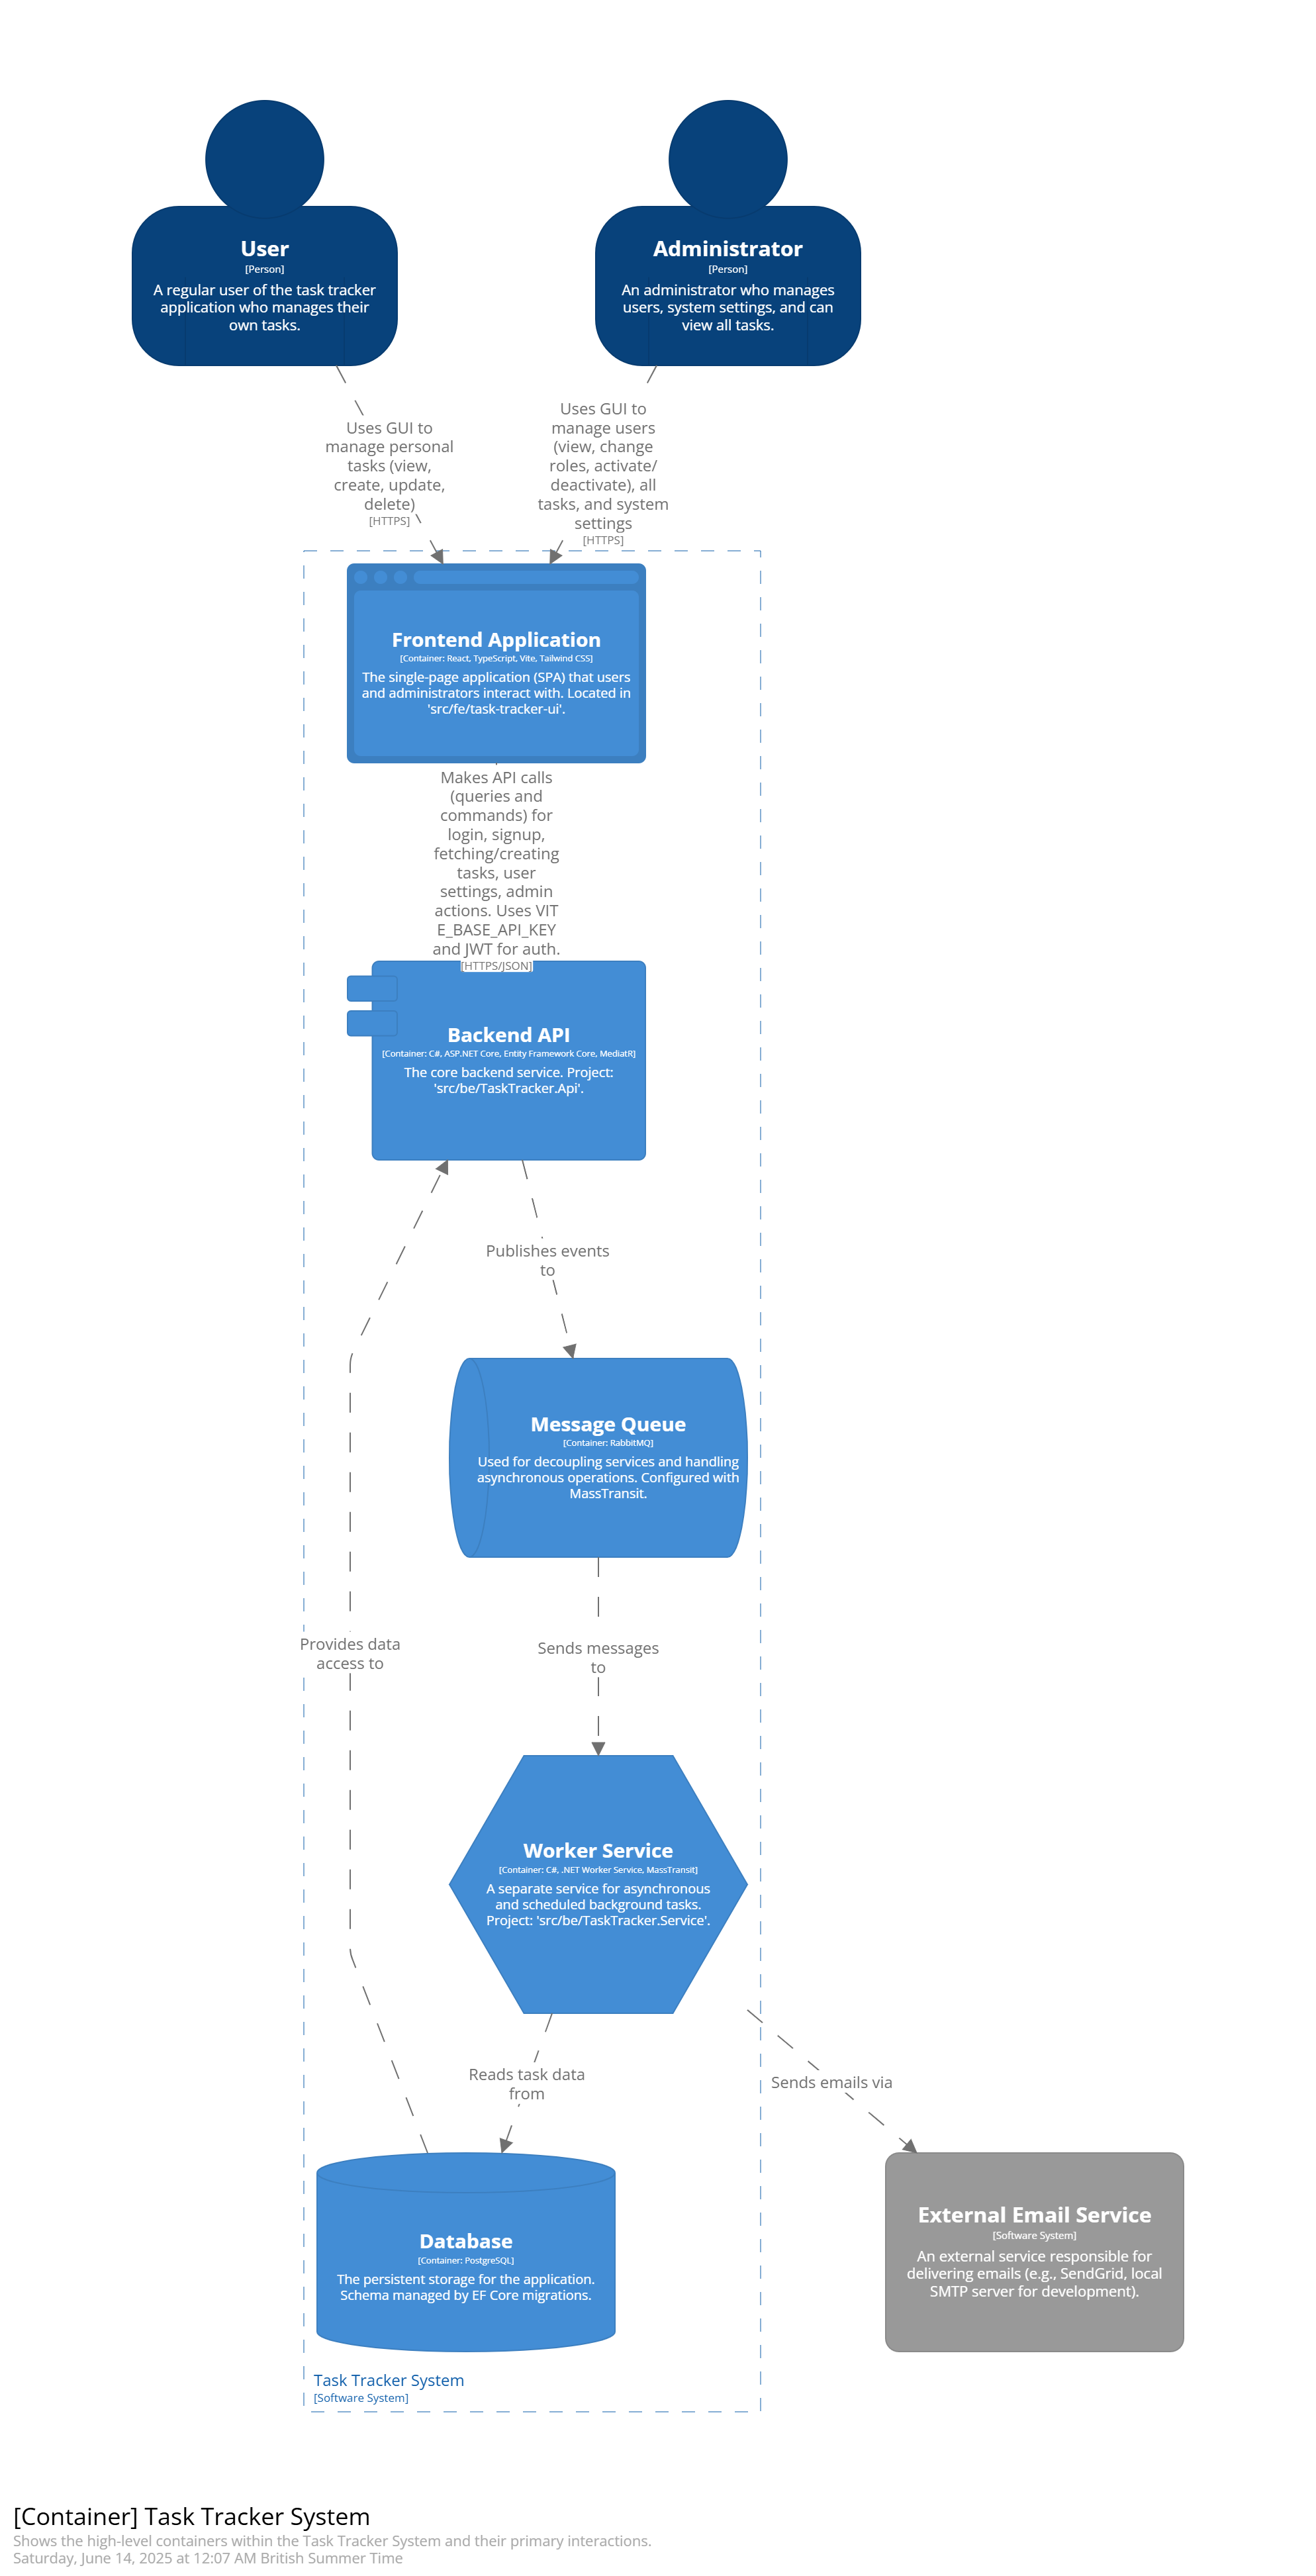 User
[Person]
A regular user of the task tracker
application who manages their
own tasks.
Administrator
[Person]
An administrator who manages
users, system settings, and can
view all tasks.
Uses GUI to
manage personal
tasks (view,
create, update,
delete)
[HTTPS]
Uses GUI to
manage users
(view, change
roles, activate/
deactivate), all
tasks, and system
settings
[HTTPS]
Frontend Application
[Container: React, TypeScript, Vite, Tailwind CSS]
The single-page application (SPA) that users
and administrators interact with. Located in
'src/fe/task-tracker-ui'.
Makes API calls
(queries and
commands) for
login, signup,
fetching/creating
tasks, user
settings, admin
actions. Uses VIT
E_BASE_API_KEY
and JWT for auth.
[HTTPS/JSON]
Backend API
[Container: C#, ASP.NET Core, Entity Framework Core, MediatR]
The core backend service. Project:
'src/be/TaskTracker.Api'.
Publishes events
to
Message Queue
[Container: RabbitMQ]
Used for decoupling services and handling
asynchronous operations. Configured with
MassTransit.
Provides data
access to
Sends messages
to
Worker Service
[Container: C#, .NET Worker Service, MassTransit]
A separate service for asynchronous
and scheduled background tasks.
Project: 'src/be/TaskTracker.Service'.
Reads task data
from
Sends emails via
Database
[Container: PostgreSQL]
The persistent storage for the application.
Schema managed by EF Core migrations.
External Email Service
[Software System]
An external service responsible for
delivering emails (e.g., SendGrid, local
SMTP server for development).
Task Tracker System
[Software System]
[Container] Task Tracker System
Shows the high-level containers within the Task Tracker System and their primary interactions.
Saturday, June 14, 2025 at 12:07 AM British Summer Time